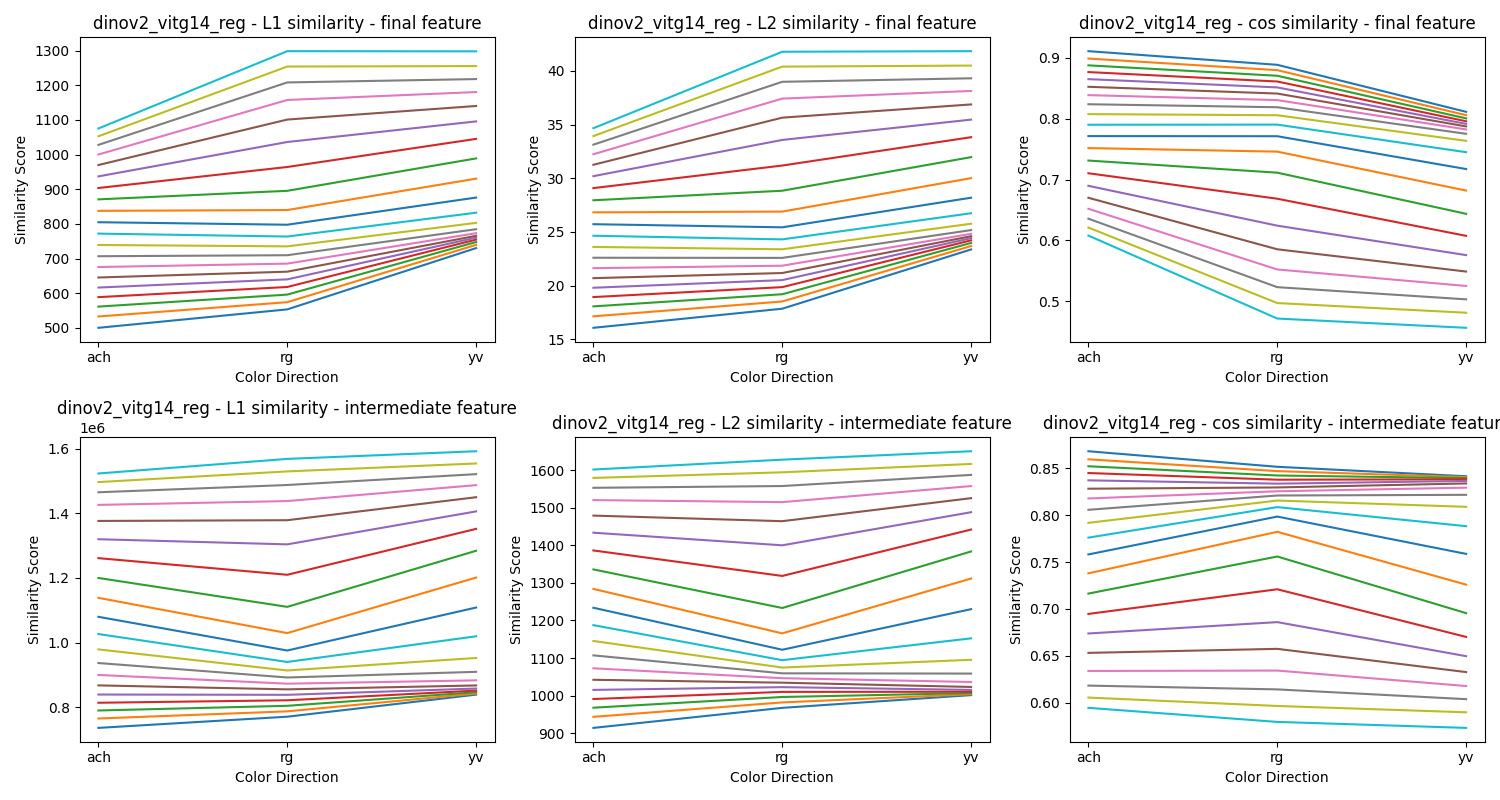 dinov2_vitg14_reg - L1 similarity - final feature
1300
1200
1100
1000
900
800
700
600
500
Similarity Score
ach
rg
yv
Color Direction
dinov2_vitg14_reg - L2 similarity - final feature
40
35
30
25
20
15
Similarity Score
ach
rg
yv
Color Direction
dinov2_vitg14_reg - cos similarity - final feature
0.9
0.8
0.7
0.6
0.5
Similarity Score
ach
rg
yv
Color Direction
dinov2_vitg14_reg - L1 similarity - intermediate feature
1e6
1.6
1.4
1.2
1.0
0.8
Similarity Score
ach
rg
yv
Color Direction
dinov2_vitg14_reg - L2 similarity - intermediate feature
1600
1500
1400
1300
1200
1100
1000
900
Similarity Score
ach
rg
yv
Color Direction
dinov2_vitg14_reg - cos similarity - intermediate featur
0.85
0.80
0.75
0.70
0.65
0.60
Similarity Score
ach
rg
yv
Color Direction